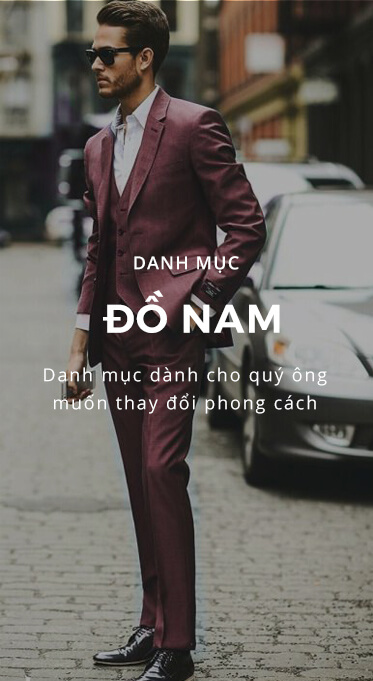 DANH MỤC
ĐỒ NAM
Danh mục dành cho quý ông
muốn thay đổi phong cách